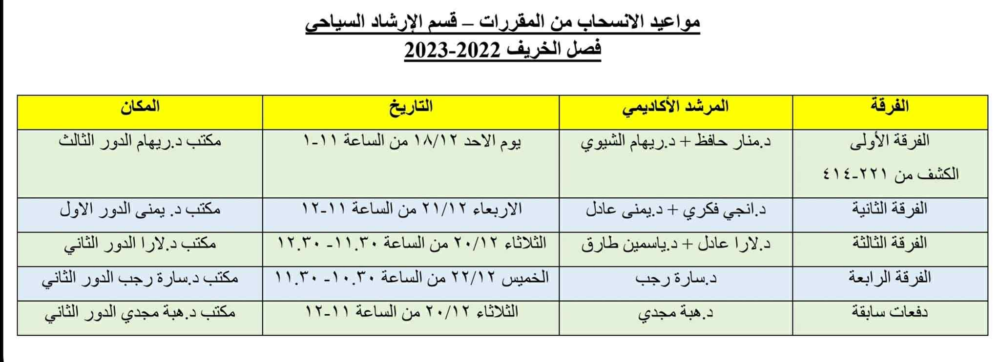 مواعيد الانسحاب من المقررات – قسم الإرشاد السياحى
فصل الخريف 2022-2023
الفرقة المرشد الأكاديمي التاريخ المكان
الفرقة الأولى د.منار حافظ + د.ريهام الشيوي يوم الاحد ١٨/١٢ من الساعة ١١-١ مكتب د.ريهام الدور الثالث
الكشف من ٢٢١-٤١٤
الفرقة الثانية د.انجي فكري + د.يمنى عادل الاربعاء ٢١/١٢ من الساعة ١١-١٢ مكتب د. يمنى الدور الاول
الفرقة الثالثة د.لارا عادل + د.ياسمين طارق الثلاثاء ٢٠/١٢ من الساعة ١١.٣٠- ١٢.٣٠ مكتب د.لارا الدور الثاني
الفرقة الرابعة د.سارة رجب الخميس ٢٢/١٢ من الساعة ١٠.٣٠- ١١.٣٠ مكتب د.سارة رجب الدور الثاني
دفعات سابقة د.هبة مجدي الثلاثاء ٢٠/١٢ من الساعة ١١-١٢ مكتب د.هبة مجدي الدور الثاني